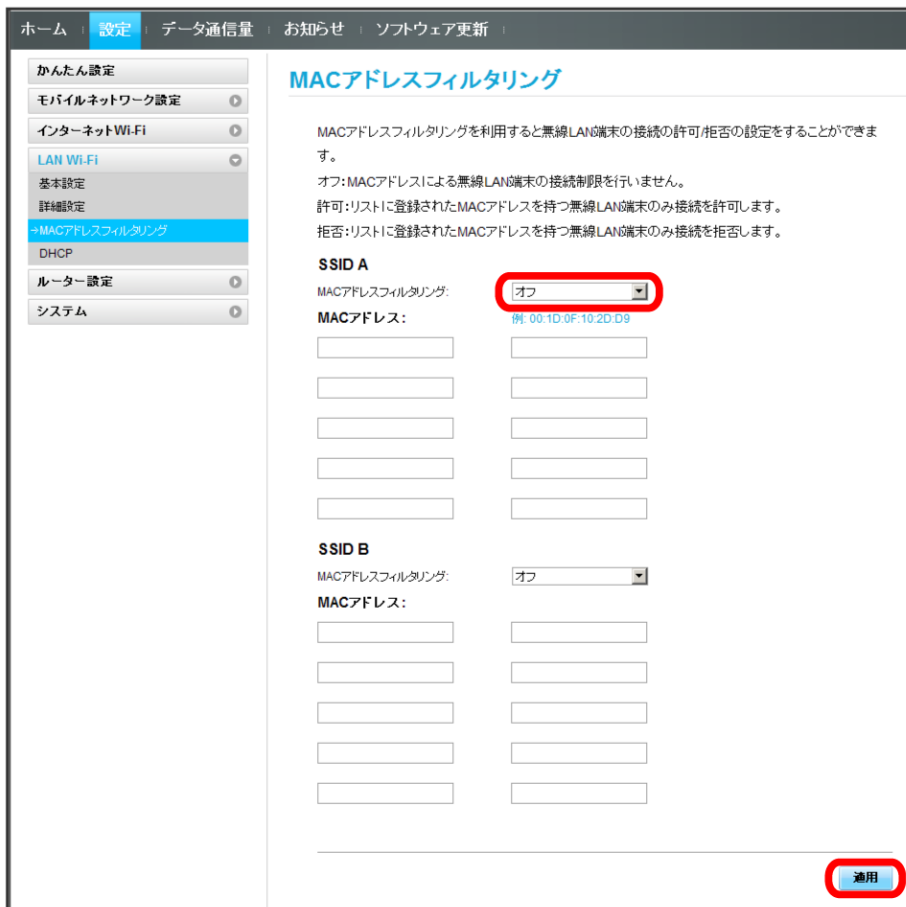 ホーム 設定 データ通信量 お知らせ ソフトウェア更新
かんたん設定
モバイルネットワーク設定
インターネットWi-Fi
LAN Wi-Fi
基本設定
詳細設定
→MACアドレスフィルタリング
DHCP
ルーター設定
システム
MACアドレスフィルタリング
MACアドレスフィルタリングを利用すると無線LAN端末の接続の許可/拒否の設定をすることができま
す。
オフ:MACアドレスによる無線LAN端末の接続制限を行いません。
許可:リストに登録されたMACアドレスを持つ無線LAN端末のみ接続を許可します。
拒否:リストに登録されたMACアドレスを持つ無線LAN端末のみ接続を拒否します。
SSID A
MACアドレスフィルタリング: オフ
MACアドレス: 例: 00:1D:0F:10:2D:D9
SSID B
MACアドレスフィルタリング: オフ
MACアドレス:
適用